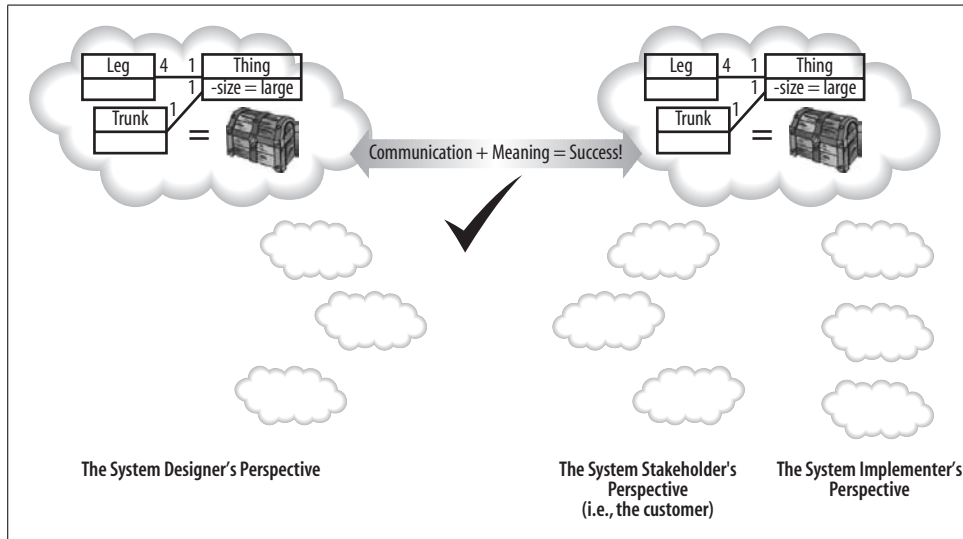 Leg 4 1 Thing
1 -size = large
Trunk 1
=
Leg 4 1 Thing
1 -size = large
Trunk 1
=
Communication + Meaning = Success!
The System Designer's Perspective
The System Stakeholder's
Perspective
(i.e., the customer)
The System Implementer's
Perspective